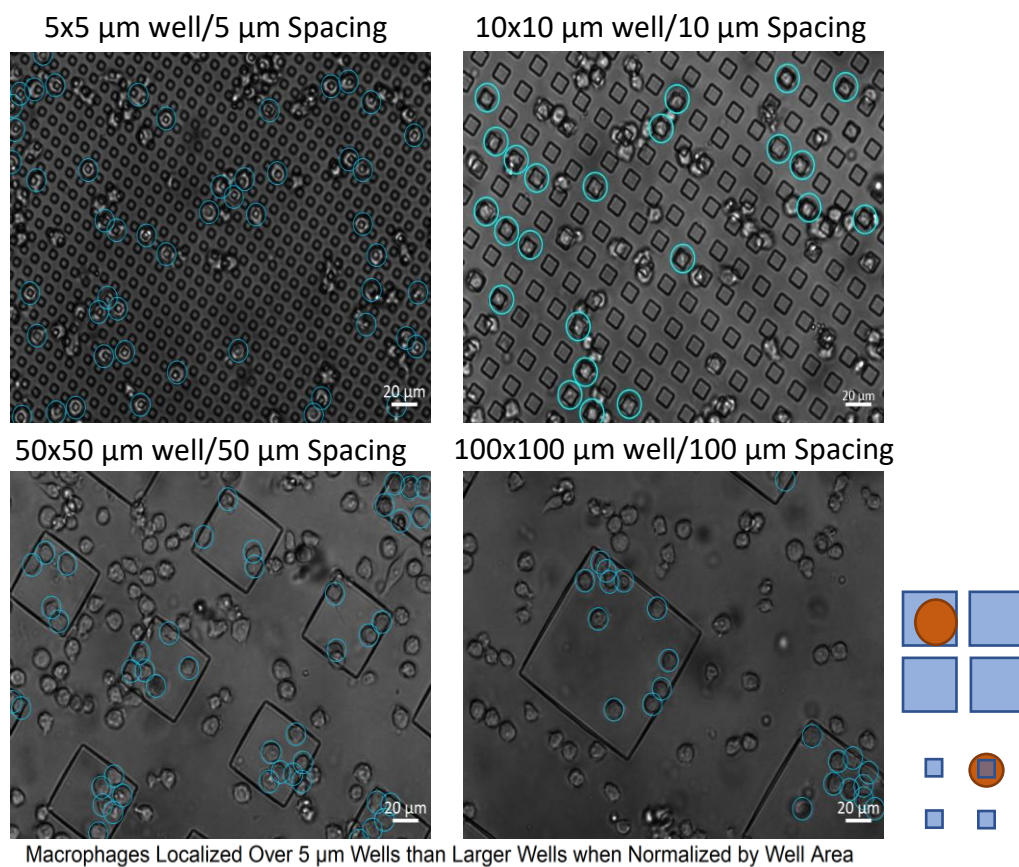 5x5 µm well/5 µm Spacing
10x10 µm well/10 µm Spacing
20 µm
20 µm
50x50 µm well/50 µm Spacing
100x100 µm well/100 µm Spacing
20 µm
20 µm
Macrophages Localized Over 5 µm Wells than Larger Wells when Normalized by Well Area